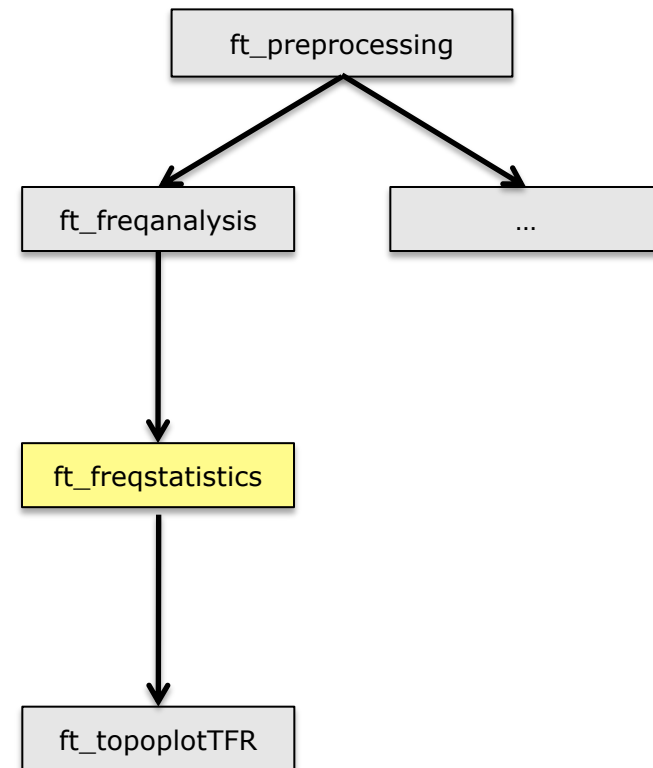 ft_preprocessing
ft_freqanalysis
…
ft_freqstatistics
ft_topoplotTFR